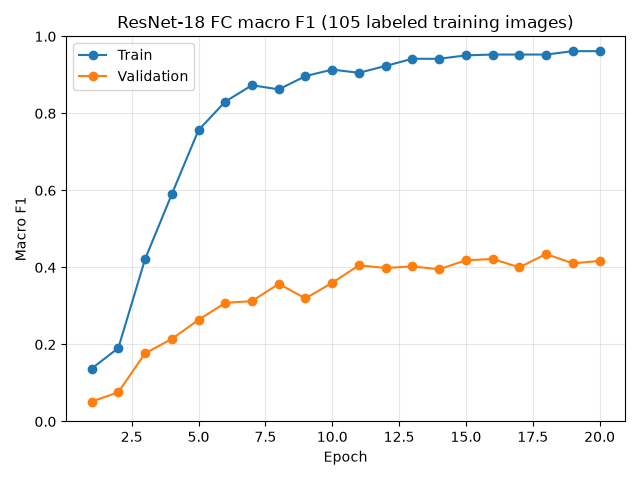 ResNet-18 FC macro F1 (105 labeled training images)
Train
Validation
Macro F1
1.0
0.8
0.6
0.4
0.2
0.0
2.5 5.0 7.5 10.0 12.5 15.0 17.5 20.0
Epoch